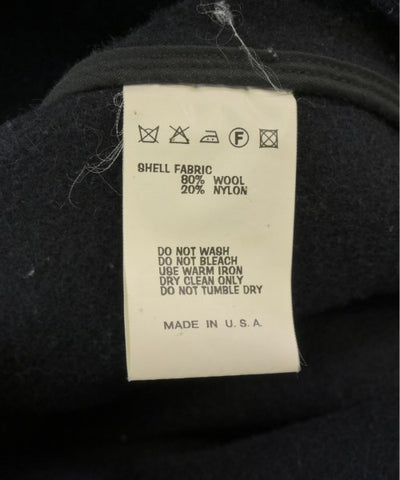 F
SHELL FABRIC
80% WOOL
20% NYLON
DO NOT WASH
DO NOT BLEACH
USE WARM IRON
DRY CLEAN ONLY
DO NOT TUMBLE DRY
MADE IN U.S.A.